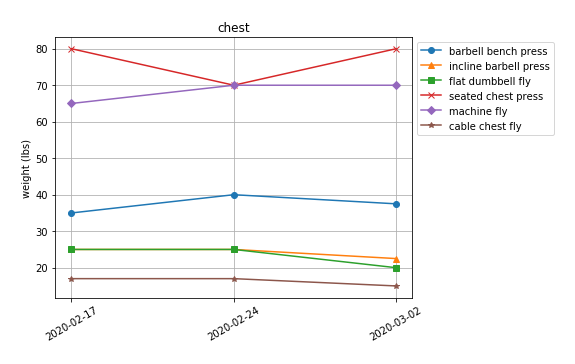 chest
80
70
60
50
40
30
20
weight (lbs)
2020-02-17
2020-02-24
2020-03-02
barbell bench press
incline barbell press
flat dumbbell fly
seated chest press
machine fly
cable chest fly